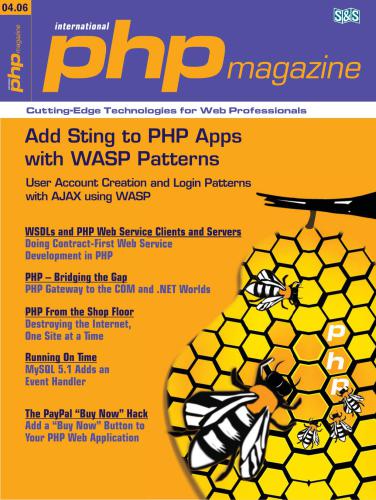 04.06
php magazine
international
S&S
php magazine
Cutting-Edge Technologies for Web Professionals
Add Sting to PHP Apps
with WASP Patterns
User Account Creation and Login Patterns
with AJAX using WASP
WSDLs and PHP Web Service Clients and Servers
Doing Contract-First Web Service
Development in PHP
PHP – Bridging the Gap
PHP Gateway to the COM and .NET Worlds
PHP From the Shop Floor
Destroying the Internet,
One Site at a Time
Running On Time
MySQL 5.1 Adds an
Event Handler
The PayPal “Buy Now” Hack
Add a “Buy Now” Button to
Your PHP Web Application
p
h
p